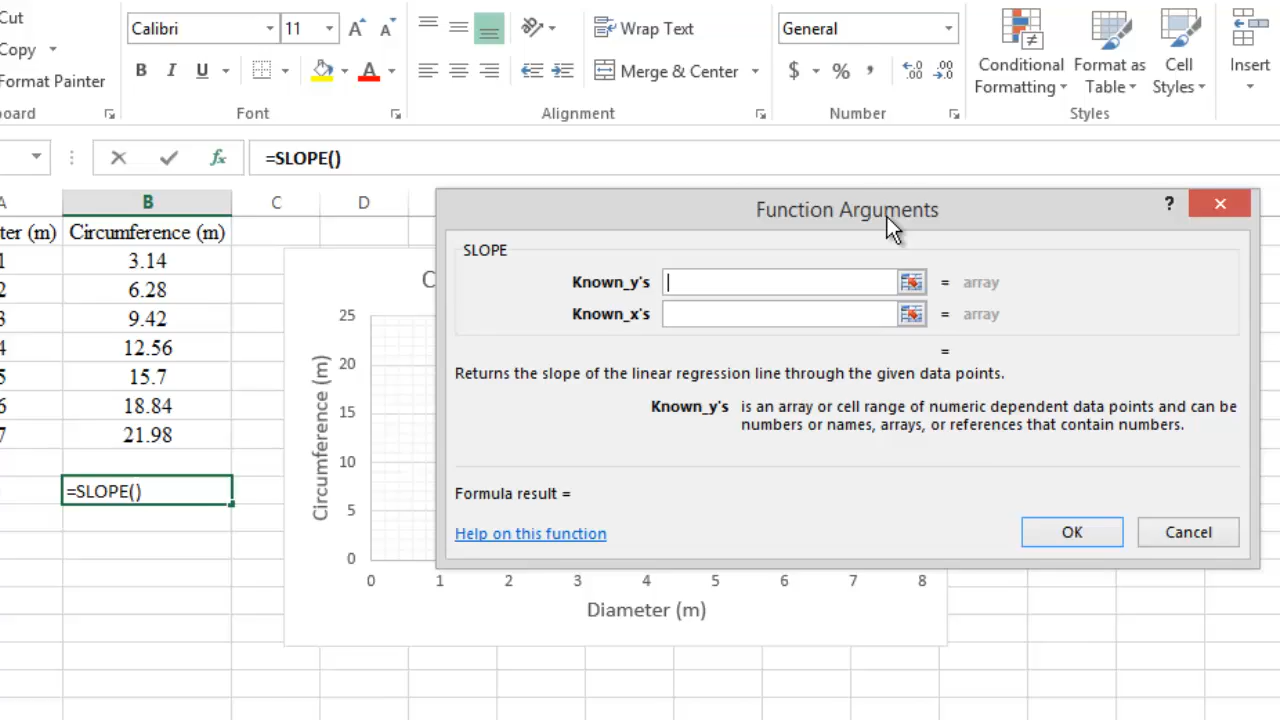 Cut
Copy
Format Painter
oard
Calibri 11 A A
B I U A
Font
Wrap Text
Merge & Center
Alignment
General
$ % , .00 .00
Number
Conditional Formatting
Format as Table
Cell Styles
Styles
Insert
fx =SLOPE()
A B C D
ter (m) Circumference (m)
1 3.14
2 6.28
3 9.42
4 12.56
5 15.7
6 18.84
7 21.98
=SLOPE()
C
25
20
15
10
5
0
Circumference (m)
0 1 2 3 4 5 6 7 8
Diameter (m)
Function Arguments ?
SLOPE
Known_y's = array
Known_x's = array
=
Returns the slope of the linear regression line through the given data points.
Known_y's is an array or cell range of numeric dependent data points and can be
numbers or names, arrays, or references that contain numbers.
Formula result =
Help on this function OK Cancel